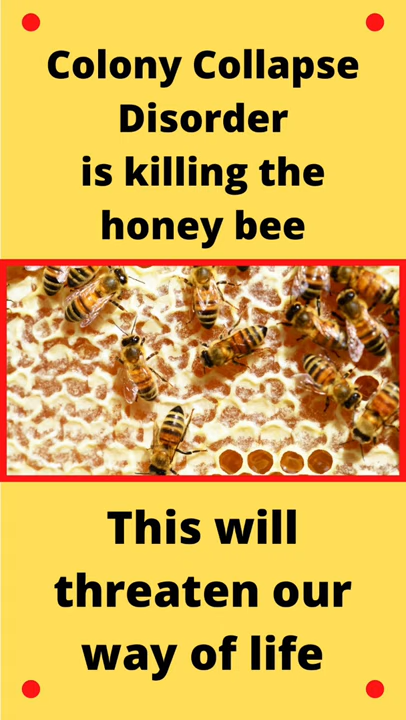 Colony Collapse
Disorder
is killing the
honey bee
This will
threaten our
way of life